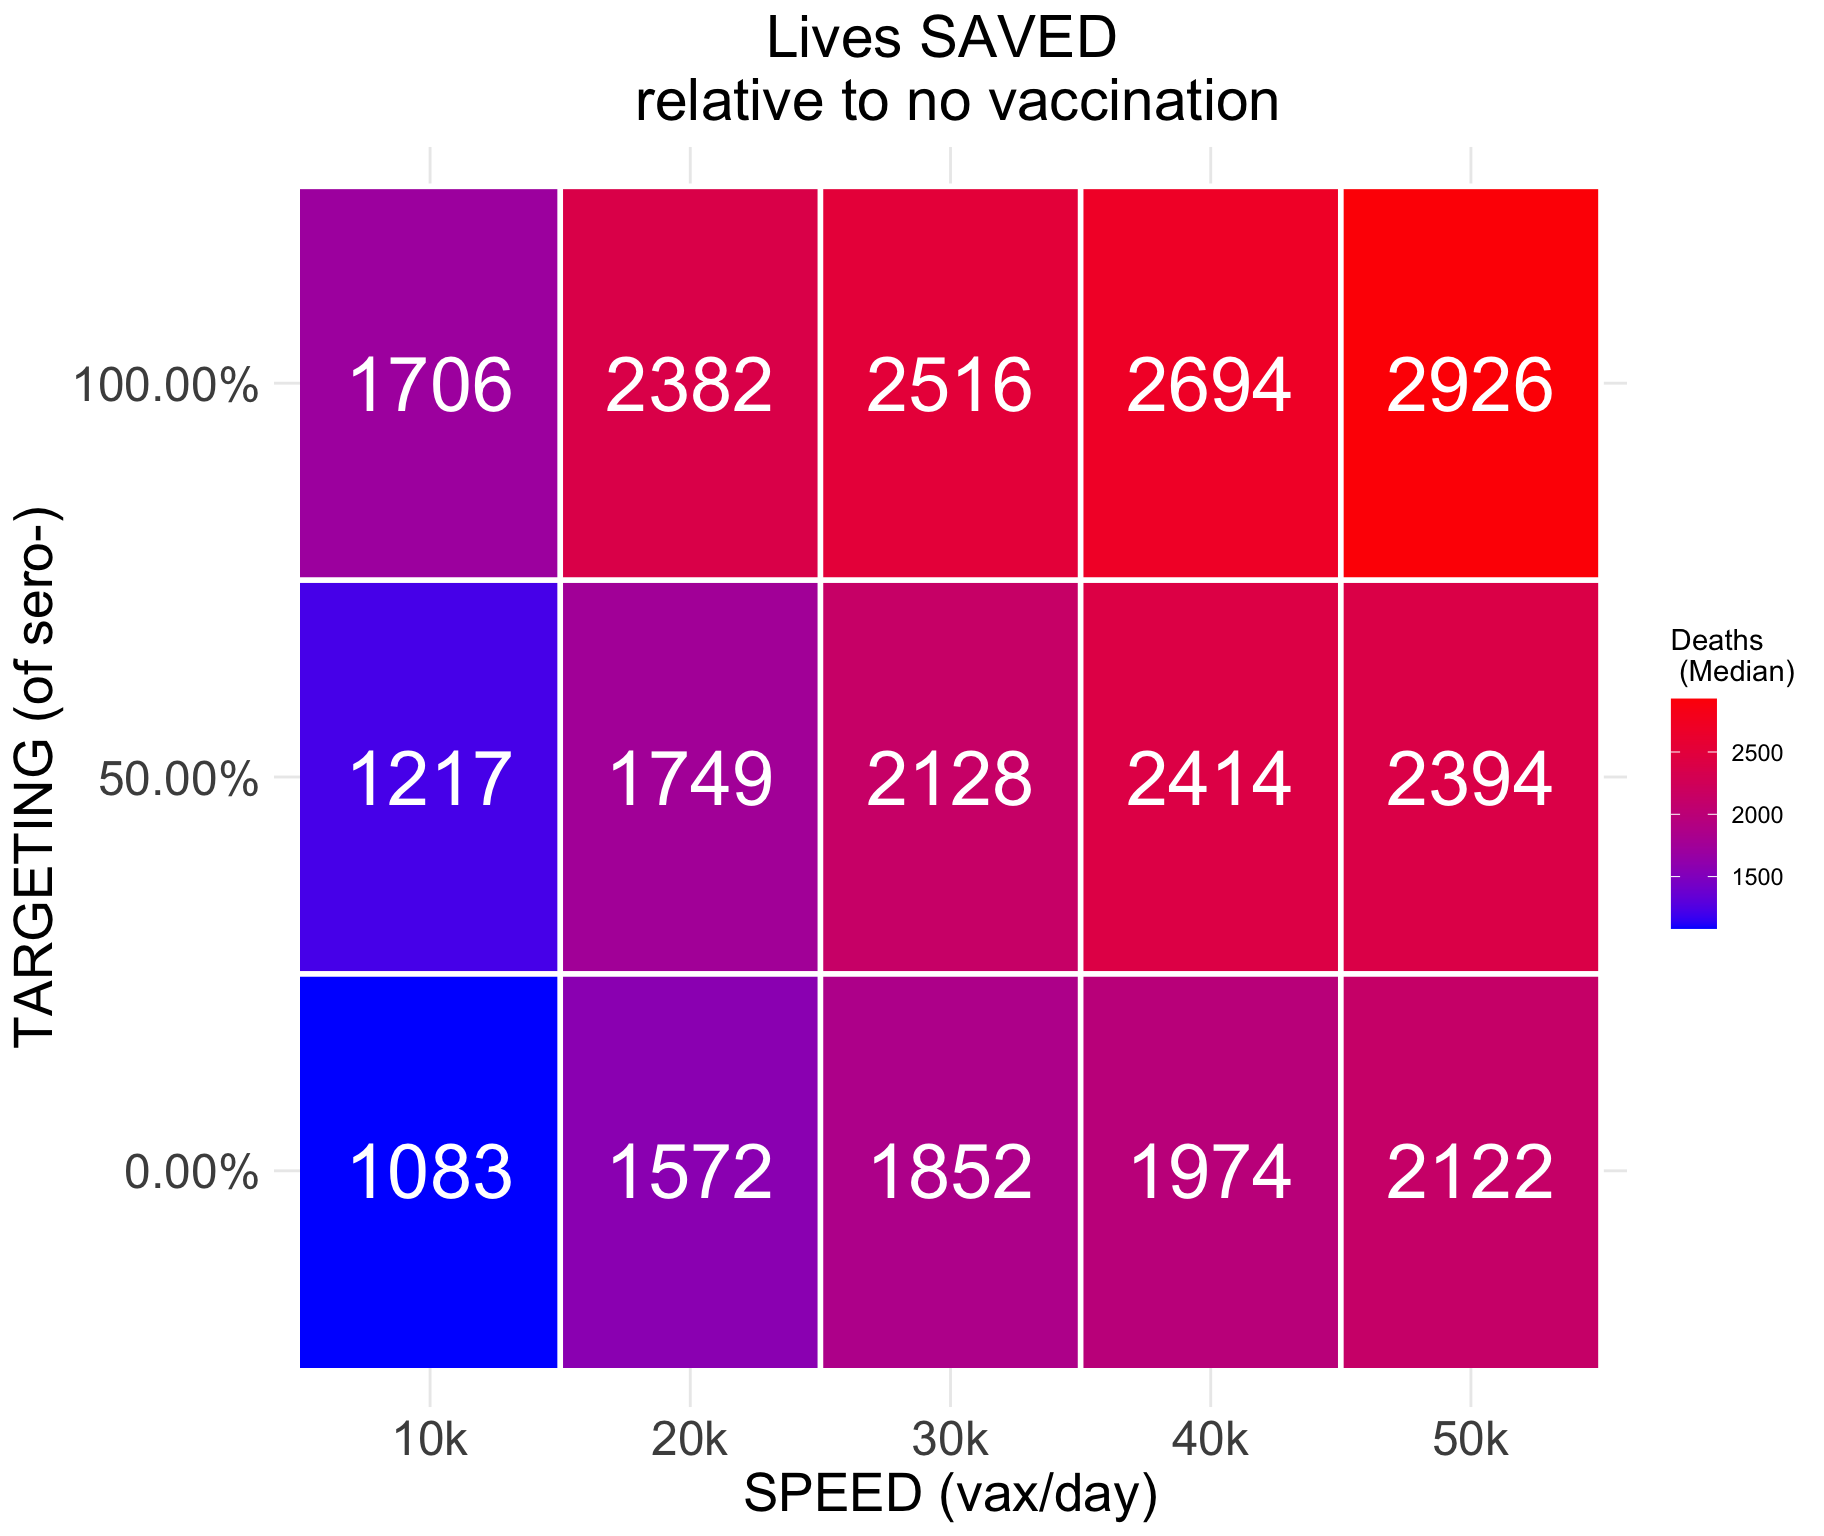 Lives SAVED
relative to no vaccination
TARGETING (of sero-)
100.00%
1706 2382 2516 2694 2926
50.00%
1217 1749 2128 2414 2394
0.00%
1083 1572 1852 1974 2122
10k 20k 30k 40k 50k
SPEED (vax/day)
Deaths
(Median)
2500
2000
1500